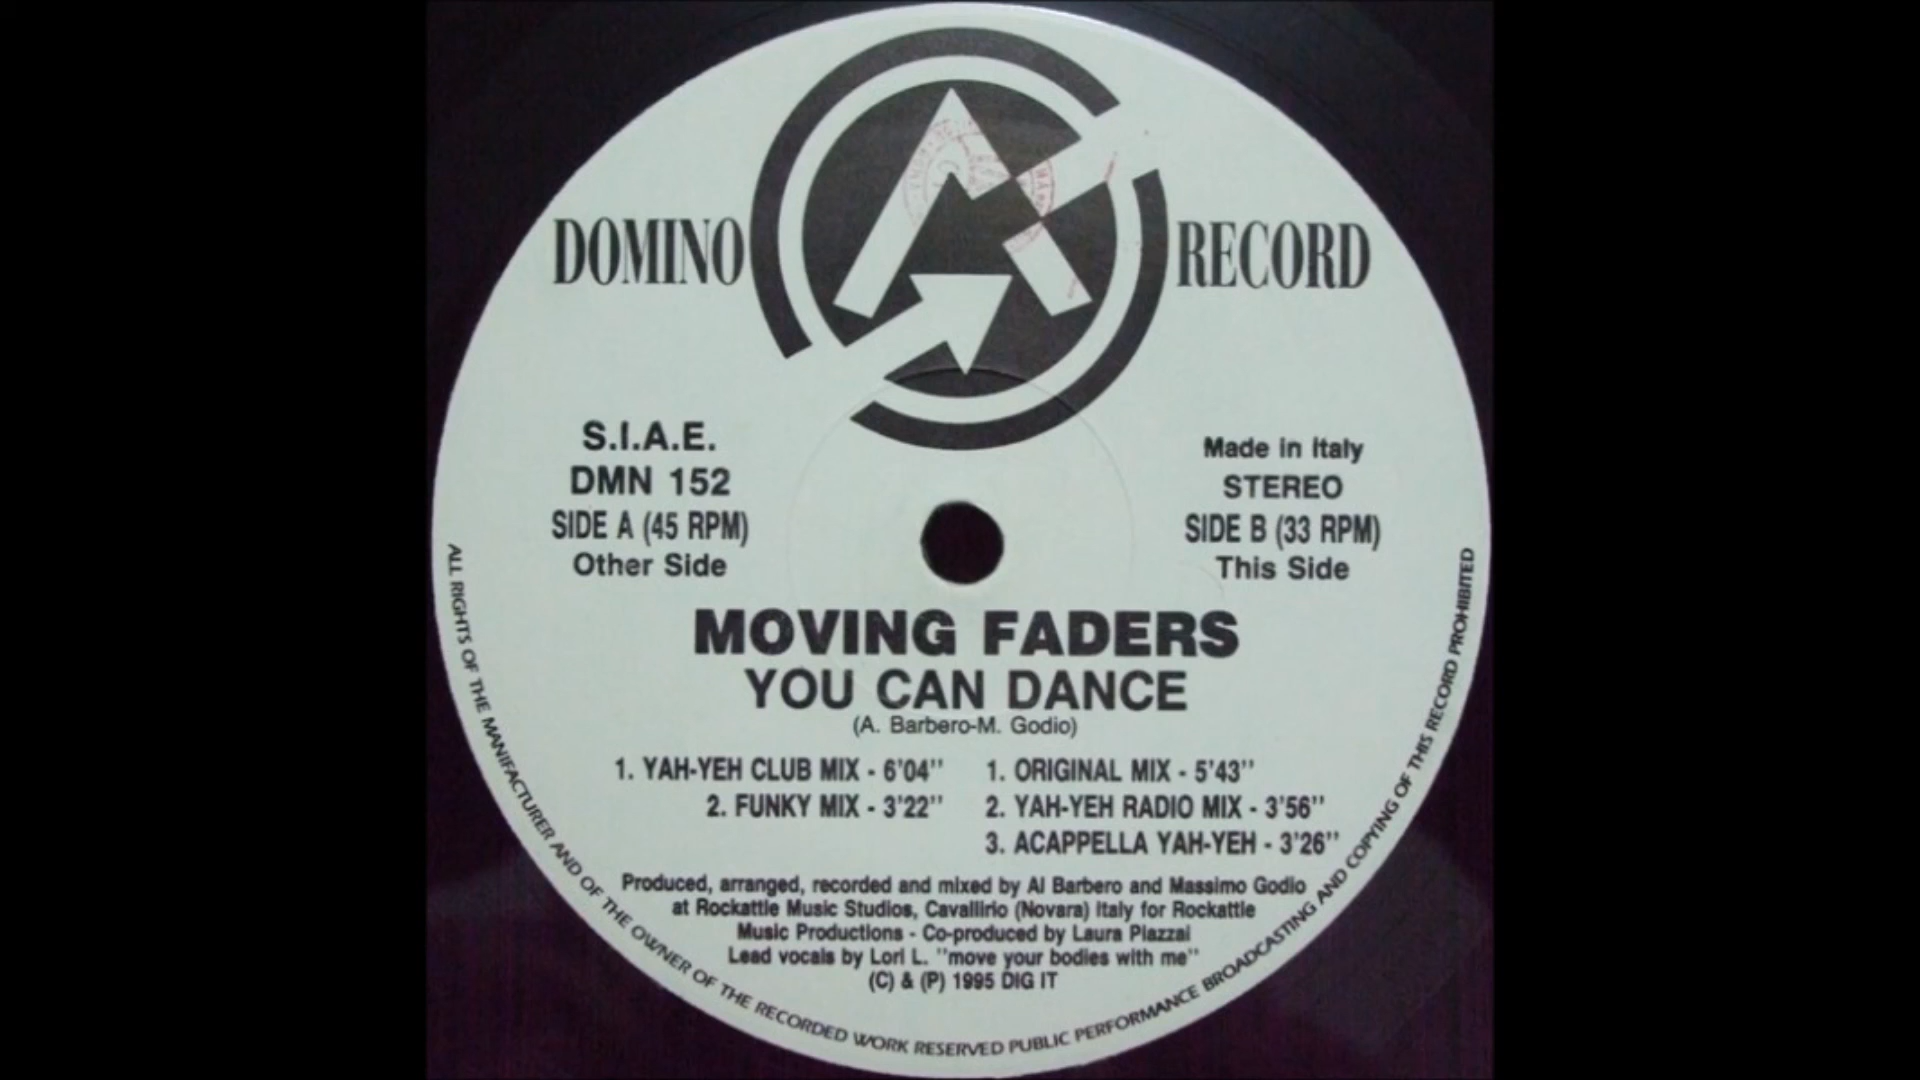 DOMINO RECORD
S.I.A.E.
DMN 152
SIDE A (45 RPM)
Other Side
Made in Italy
STEREO
SIDE B (33 RPM)
This Side
MOVING FADERS
YOU CAN DANCE
(A. Barbero-M. Godio)
1. YAH-YEH CLUB MIX - 6'04"
2. FUNKY MIX - 3'22"
1. ORIGINAL MIX - 5'43"
2. YAH-YEH RADIO MIX - 3'56"
3. ACAPPELLA YAH-YEH - 3'26"
Produced, arranged, recorded and mixed by Al Barbero and Massimo Godio
at Rockattle Music Studios, Cavallirio (Novara) Italy for Rockattle
Music Productions - Co-produced by Laura Piazzai
Lead vocals by Lori L. "move your bodies with me"
(C) & (P) 1995 DIG IT
ALL RIGHTS OF THE MANIFACTURER AND OF THE OWNER OF THE RECORDED WORK RESERVED PUBLIC PERFORMANCE BROADCASTING AND COPYING OF THIS RECORD PROHIBITED